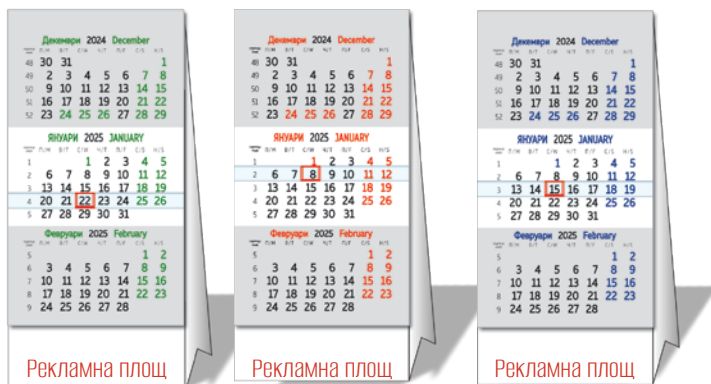 Декември 2024 December
П/M В/T С/W Ч/T П/F С/S Н/S
48 30 31 1
49 2 3 4 5 6 7 8
50 9 10 11 12 13 14 15
51 16 17 18 19 20 21 22
52 23 24 25 26 27 28 29
ЯНУАРИ 2025 JANUARY
П/M В/T С/W Ч/T П/F С/S Н/S
1 1 2 3 4 5
2 6 7 8 9 10 11 12
3 13 14 15 16 17 18 19
4 20 21 22 23 24 25 26
5 27 28 29 30 31
Февруари 2025 February
П/M В/T С/W Ч/T П/F С/S Н/S
5 1 2
6 3 4 5 6 7 8 9
7 10 11 12 13 14 15 16
8 17 18 19 20 21 22 23
9 24 25 26 27 28
Рекламна площ
Декември 2024 December
П/M В/T С/W Ч/T П/F С/S Н/S
48 30 31 1
49 2 3 4 5 6 7 8
50 9 10 11 12 13 14 15
51 16 17 18 19 20 21 22
52 23 24 25 26 27 28 29
ЯНУАРИ 2025 JANUARY
П/M В/T С/W Ч/T П/F С/S Н/S
1 1 2 3 4 5
2 6 7 8 9 10 11 12
3 13 14 15 16 17 18 19
4 20 21 22 23 24 25 26
5 27 28 29 30 31
Февруари 2025 February
П/M В/T С/W Ч/T П/F С/S Н/S
5 1 2
6 3 4 5 6 7 8 9
7 10 11 12 13 14 15 16
8 17 18 19 20 21 22 23
9 24 25 26 27 28
Рекламна площ
Декември 2024 December
П/M В/T С/W Ч/T П/F С/S Н/S
48 30 31 1
49 2 3 4 5 6 7 8
50 9 10 11 12 13 14 15
51 16 17 18 19 20 21 22
52 23 24 25 26 27 28 29
ЯНУАРИ 2025 JANUARY
П/M В/T С/W Ч/T П/F С/S Н/S
1 1 2 3 4 5
2 6 7 8 9 10 11 12
3 13 14 15 16 17 18 19
4 20 21 22 23 24 25 26
5 27 28 29 30 31
Февруари 2025 February
П/M В/T С/W Ч/T П/F С/S Н/S
5 1 2
6 3 4 5 6 7 8 9
7 10 11 12 13 14 15 16
8 17 18 19 20 21 22 23
9 24 25 26 27 28
Рекламна площ